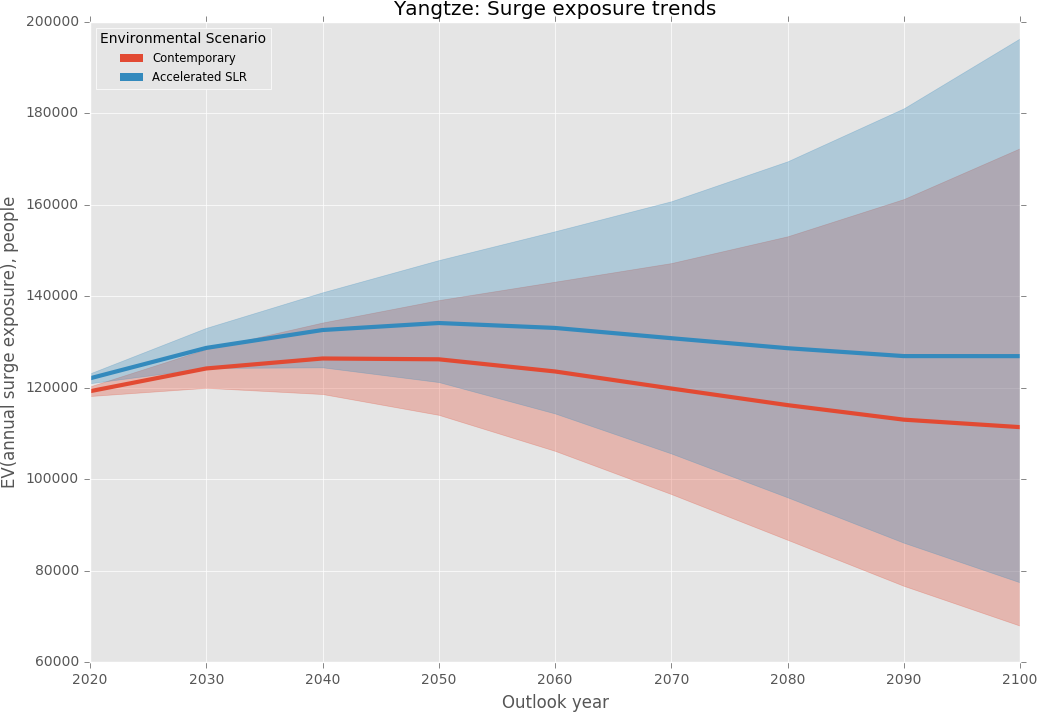 Yangtze: Surge exposure trends
Environmental Scenario
Contemporary
Accelerated SLR
EV(annual surge exposure), people
200000
180000
160000
140000
120000
100000
80000
60000
2020 2030 2040 2050 2060 2070 2080 2090 2100
Outlook year